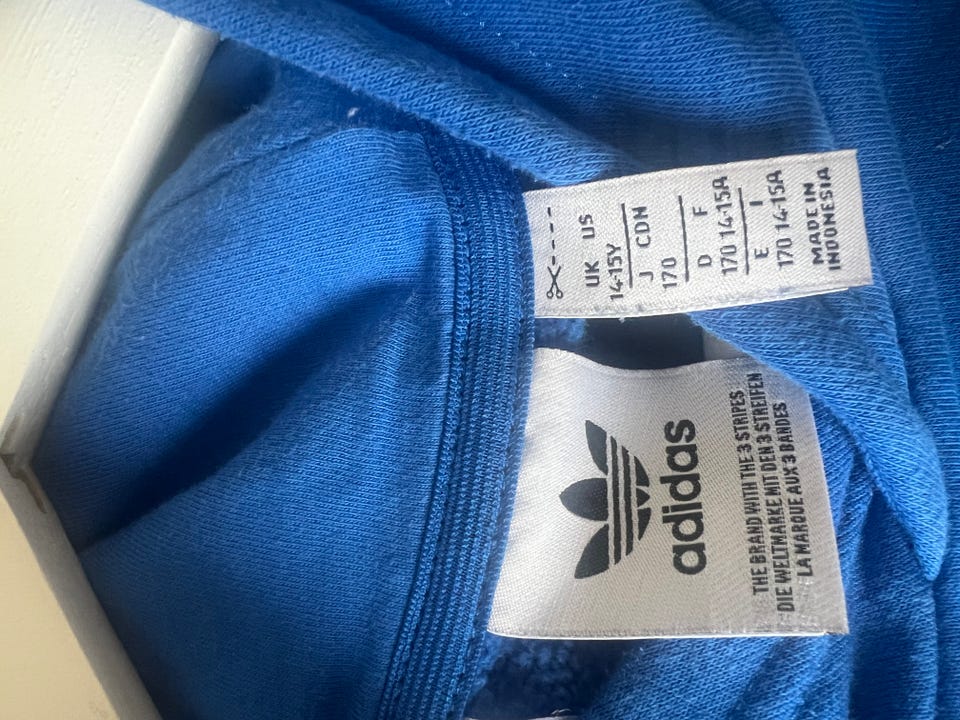 UK US
14-15Y
J CDN
170
D F
170 14-15A
E I
170 14-15A
MADE IN
INDONESIA
adidas
THE BRAND WITH THE 3 STRIPES
DIE WELTMARKE MIT DEN 3 STREIFEN
LA MARQUE AUX 3 BANDES